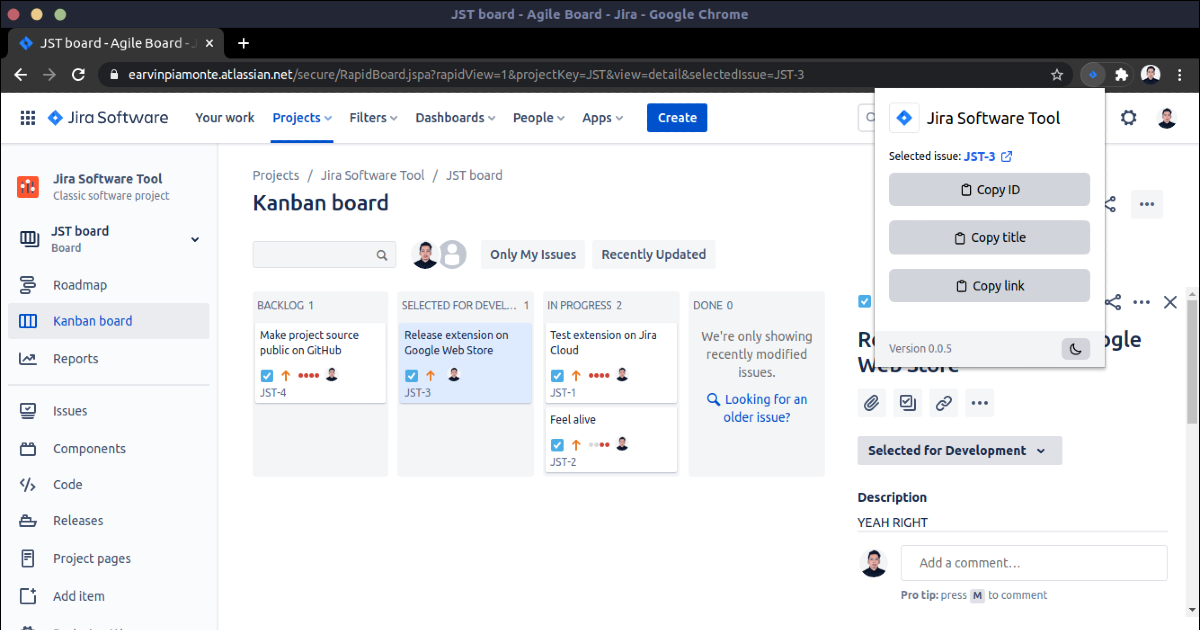 JST board - Agile Board - Jira - Google Chrome
JST board - Agile Board -
earvinpiamonte.atlassian.net/secure/RapidBoard.jspa?rapidView=1&projectKey=JST&view=detail&selectedIssue=JST-3
Jira Software
Your work
Projects
Filters
Dashboards
People
Apps
Create
Jira Software Tool
Selected issue: JST-3
Copy ID
Copy title
Copy link
Version 0.0.5
Jira Software Tool
Classic software project
JST board
Board
Roadmap
Kanban board
Reports
Issues
Components
Code
Releases
Project pages
Add item
Projects / Jira Software Tool / JST board
Kanban board
Only My Issues
Recently Updated
BACKLOG 1
Make project source
public on GitHub
JST-4
SELECTED FOR DEVEL... 1
Release extension on
Google Web Store
JST-3
IN PROGRESS 2
Test extension on Jira
Cloud
JST-1
Feel alive
JST-2
DONE 0
We're only showing
recently modified
issues.
Looking for an
older issue?
Web Store
Selected for Development
Description
YEAH RIGHT
Add a comment…
Pro tip: press M to comment